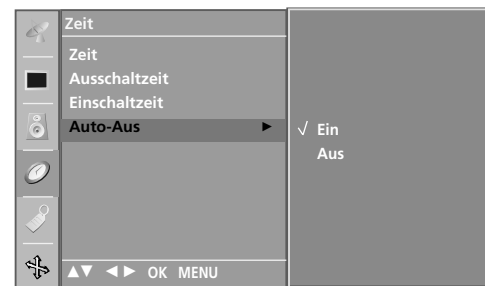 Zeit
Zeit
Ausschaltzeit
Einschaltzeit
Auto-Aus ►
√ Ein
Aus
▲▼ ◄► OK MENU